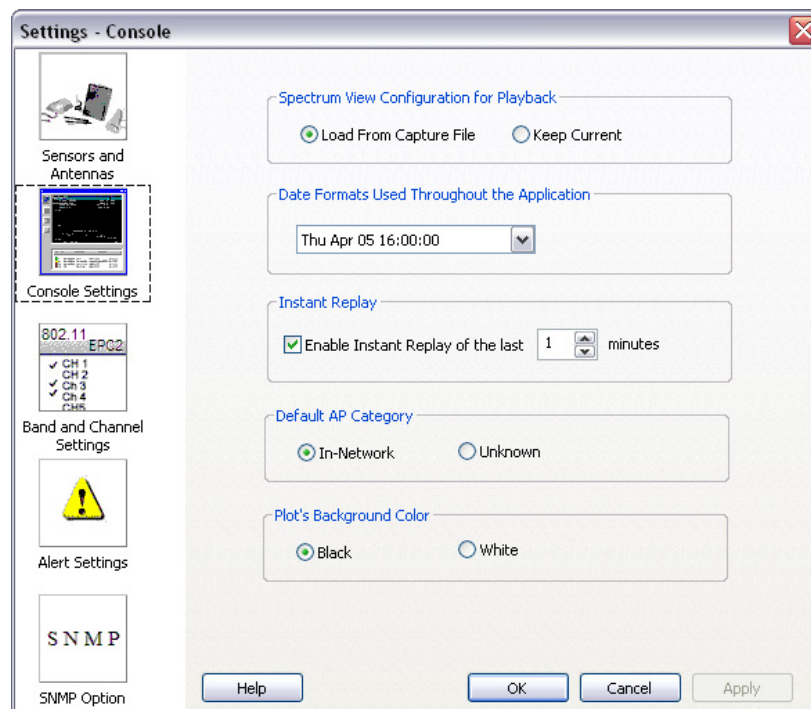 Settings - Console
Sensors and
Antennas
Console Settings
802.11
EPC2
CH 1
CH 2
Ch 3
Ch 4
CH5
Band and Channel
Settings
Alert Settings
SNMP
SNMP Option
Spectrum View Configuration for Playback
Load From Capture File Keep Current
Date Formats Used Throughout the Application
Thu Apr 05 16:00:00
Instant Replay
Enable Instant Replay of the last 1 minutes
Default AP Category
In-Network Unknown
Plot's Background Color
Black White
Help OK Cancel Apply